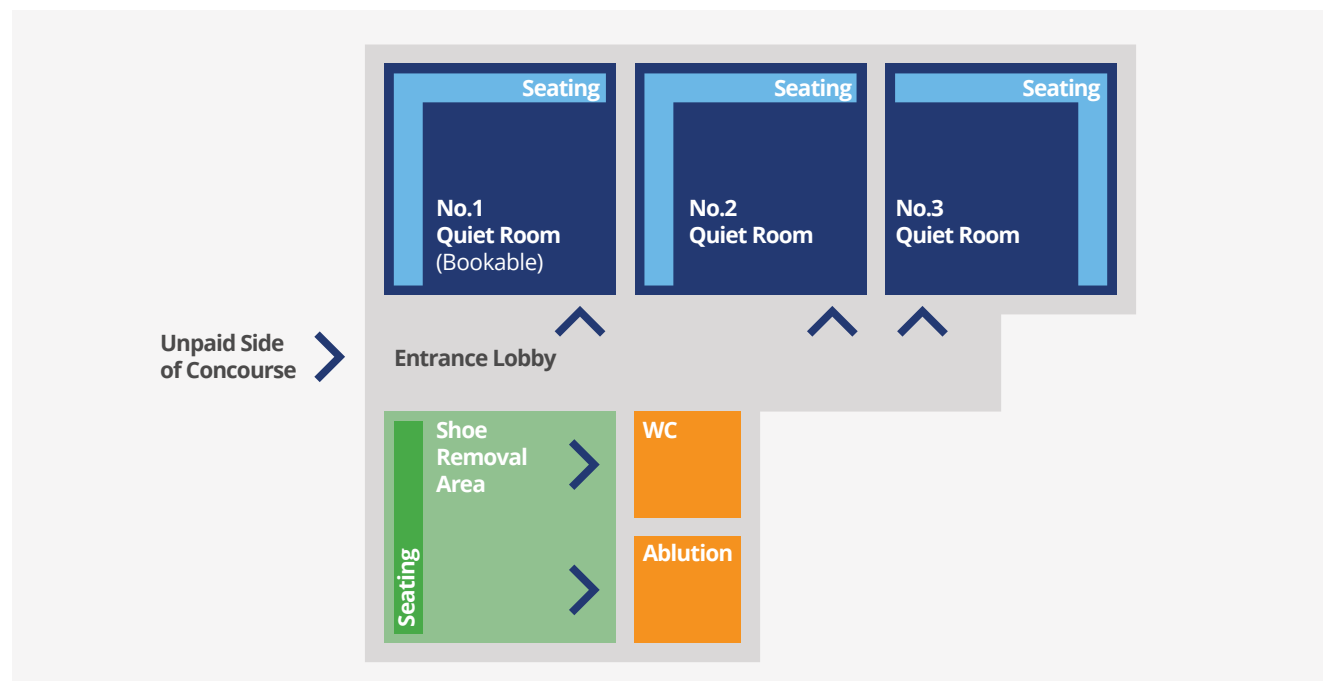 Seating
Seating
Seating
No.1
Quiet Room
(Bookable)
No.2
Quiet Room
No.3
Quiet Room
Unpaid Side
of Concourse
Entrance Lobby
Shoe
Removal
Area
Seating
WC
Ablution